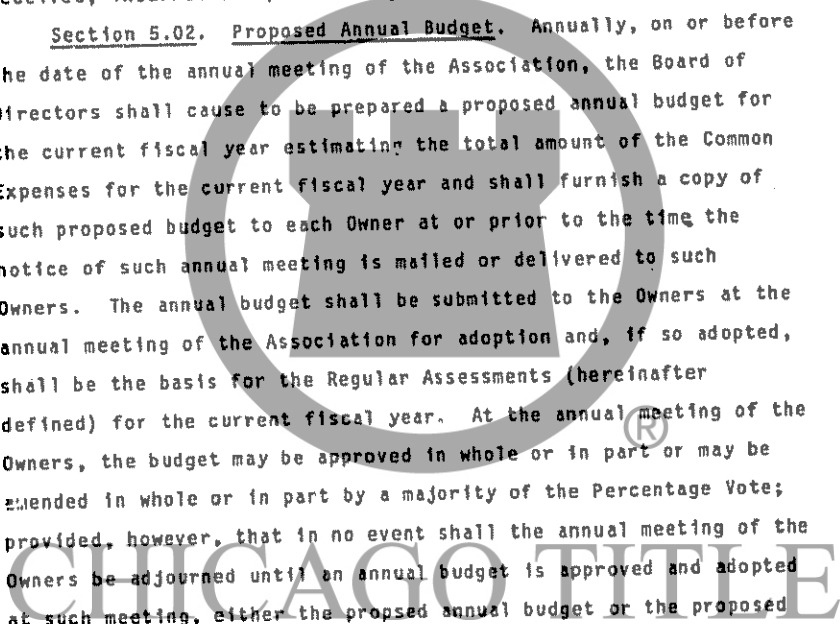 Section 5.02. Proposed Annual Budget. Annually, on or before
he date of the annual meeting of the Association, the Board of
irectors shall cause to be prepared a proposed annual budget for
the current fiscal year estimating the total amount of the Common
Expenses for the current fiscal year and shall furnish a copy of
such proposed budget to each Owner at or prior to the time the
notice of such annual meeting is mailed or delivered to such
Owners. The annual budget shall be submitted to the Owners at the
annual meeting of the Association for adoption and, if so adopted,
shall be the basis for the Regular Assessments (hereinafter
defined) for the current fiscal year. At the annual meeting of the
Owners, the budget may be approved in whole or in part or may be
amended in whole or in part by a majority of the Percentage Vote;
provided, however, that in no event shall the annual meeting of the
Owners be adjourned until an annual budget is approved and adopted
at such meeting, either the propsed annual budget or the proposed
®
CHICAGO TITLE